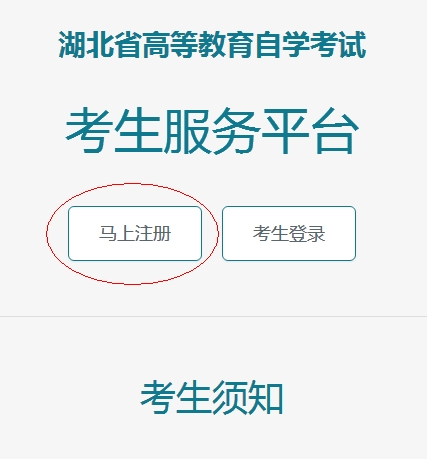 湖北省高等教育自学考试
考生服务平台
马上注册 考生登录
考生须知